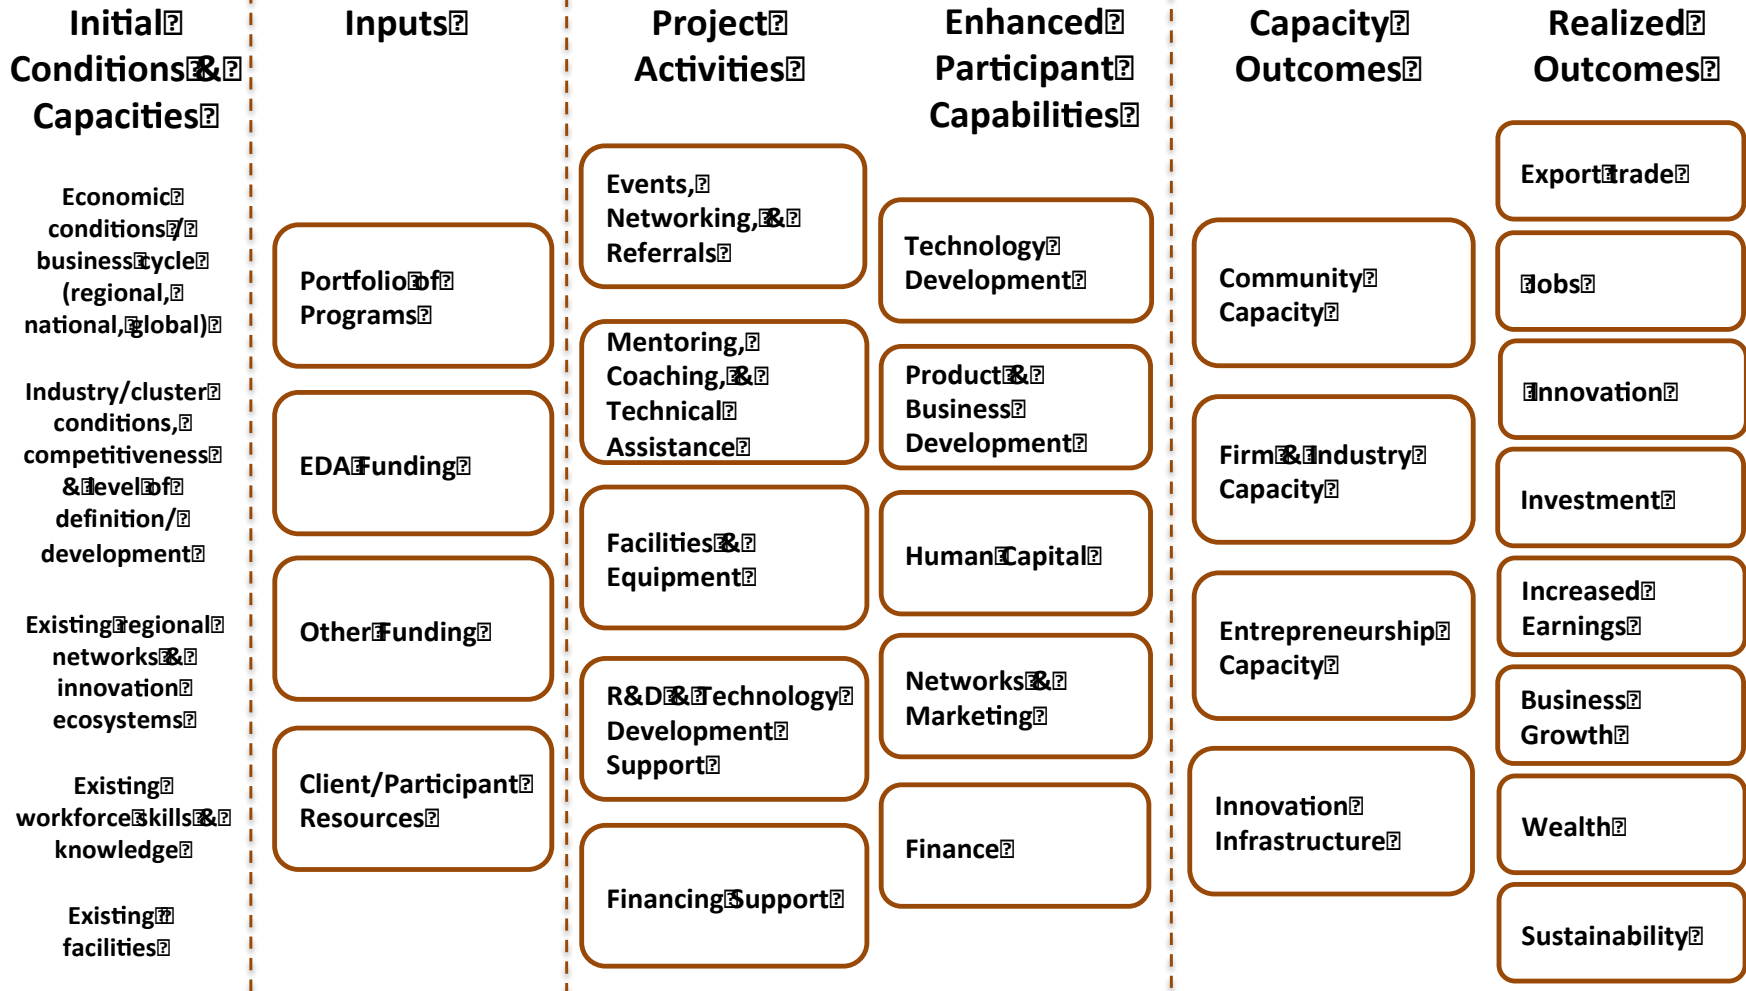 Initial
Conditions &
Capacities
Inputs
Project
Activities
Enhanced
Participant
Capabilities
Capacity
Outcomes
Realized
Outcomes
Economic
conditions /
business cycle
(regional,
national, global)
Industry/cluster
conditions,
competitiveness
& level of
definition/
development
Existing regional
networks &
innovation
ecosystems
Existing
workforce skills &
knowledge
Existing
facilities
Portfolio of
Programs
EDA Funding
Other Funding
Client/Participant
Resources
Events,
Networking, &
Referrals
Mentoring,
Coaching, &
Technical
Assistance
Facilities &
Equipment
R&D & Technology
Development
Support
Financing Support
Technology
Development
Product &
Business
Development
Human Capital
Networks &
Marketing
Finance
Community
Capacity
Firm & Industry
Capacity
Entrepreneurship
Capacity
Innovation
Infrastructure
Export trade
Jobs
Innovation
Investment
Increased
Earnings
Business
Growth
Wealth
Sustainability